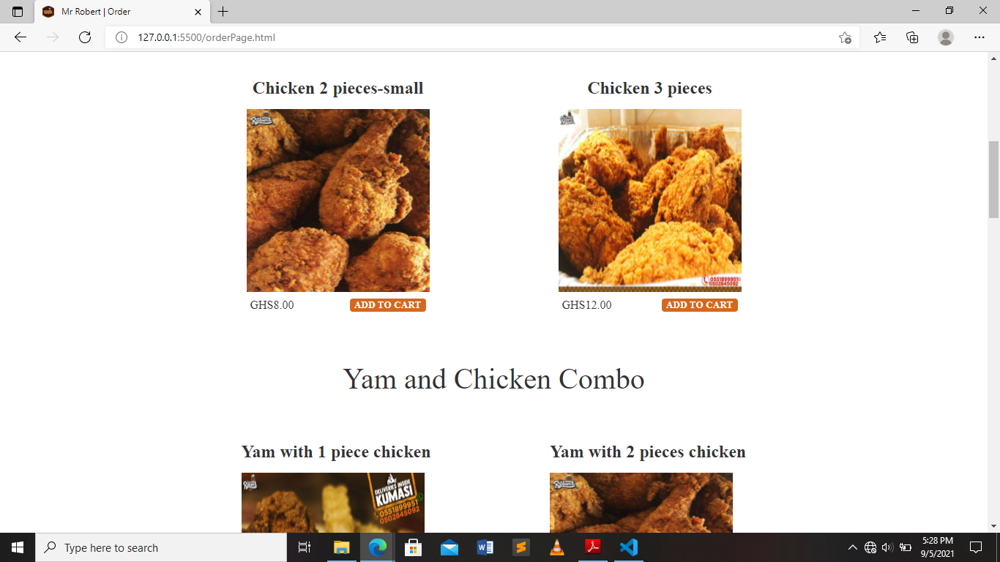 Mr Robert | Order
127.0.0.1:5500/orderPage.html
Chicken 2 pieces-small
Chicken 3 pieces
Robert
0551899951
0502845092
GHS8.00
ADD TO CART
GHS12.00
ADD TO CART
Yam and Chicken Combo
Yam with 1 piece chicken
Yam with 2 pieces chicken
Robert
DELIVERIES INSIDE
KUMASI
0551899951
0502845092
Robert
Type here to search
5:28 PM
9/5/2021